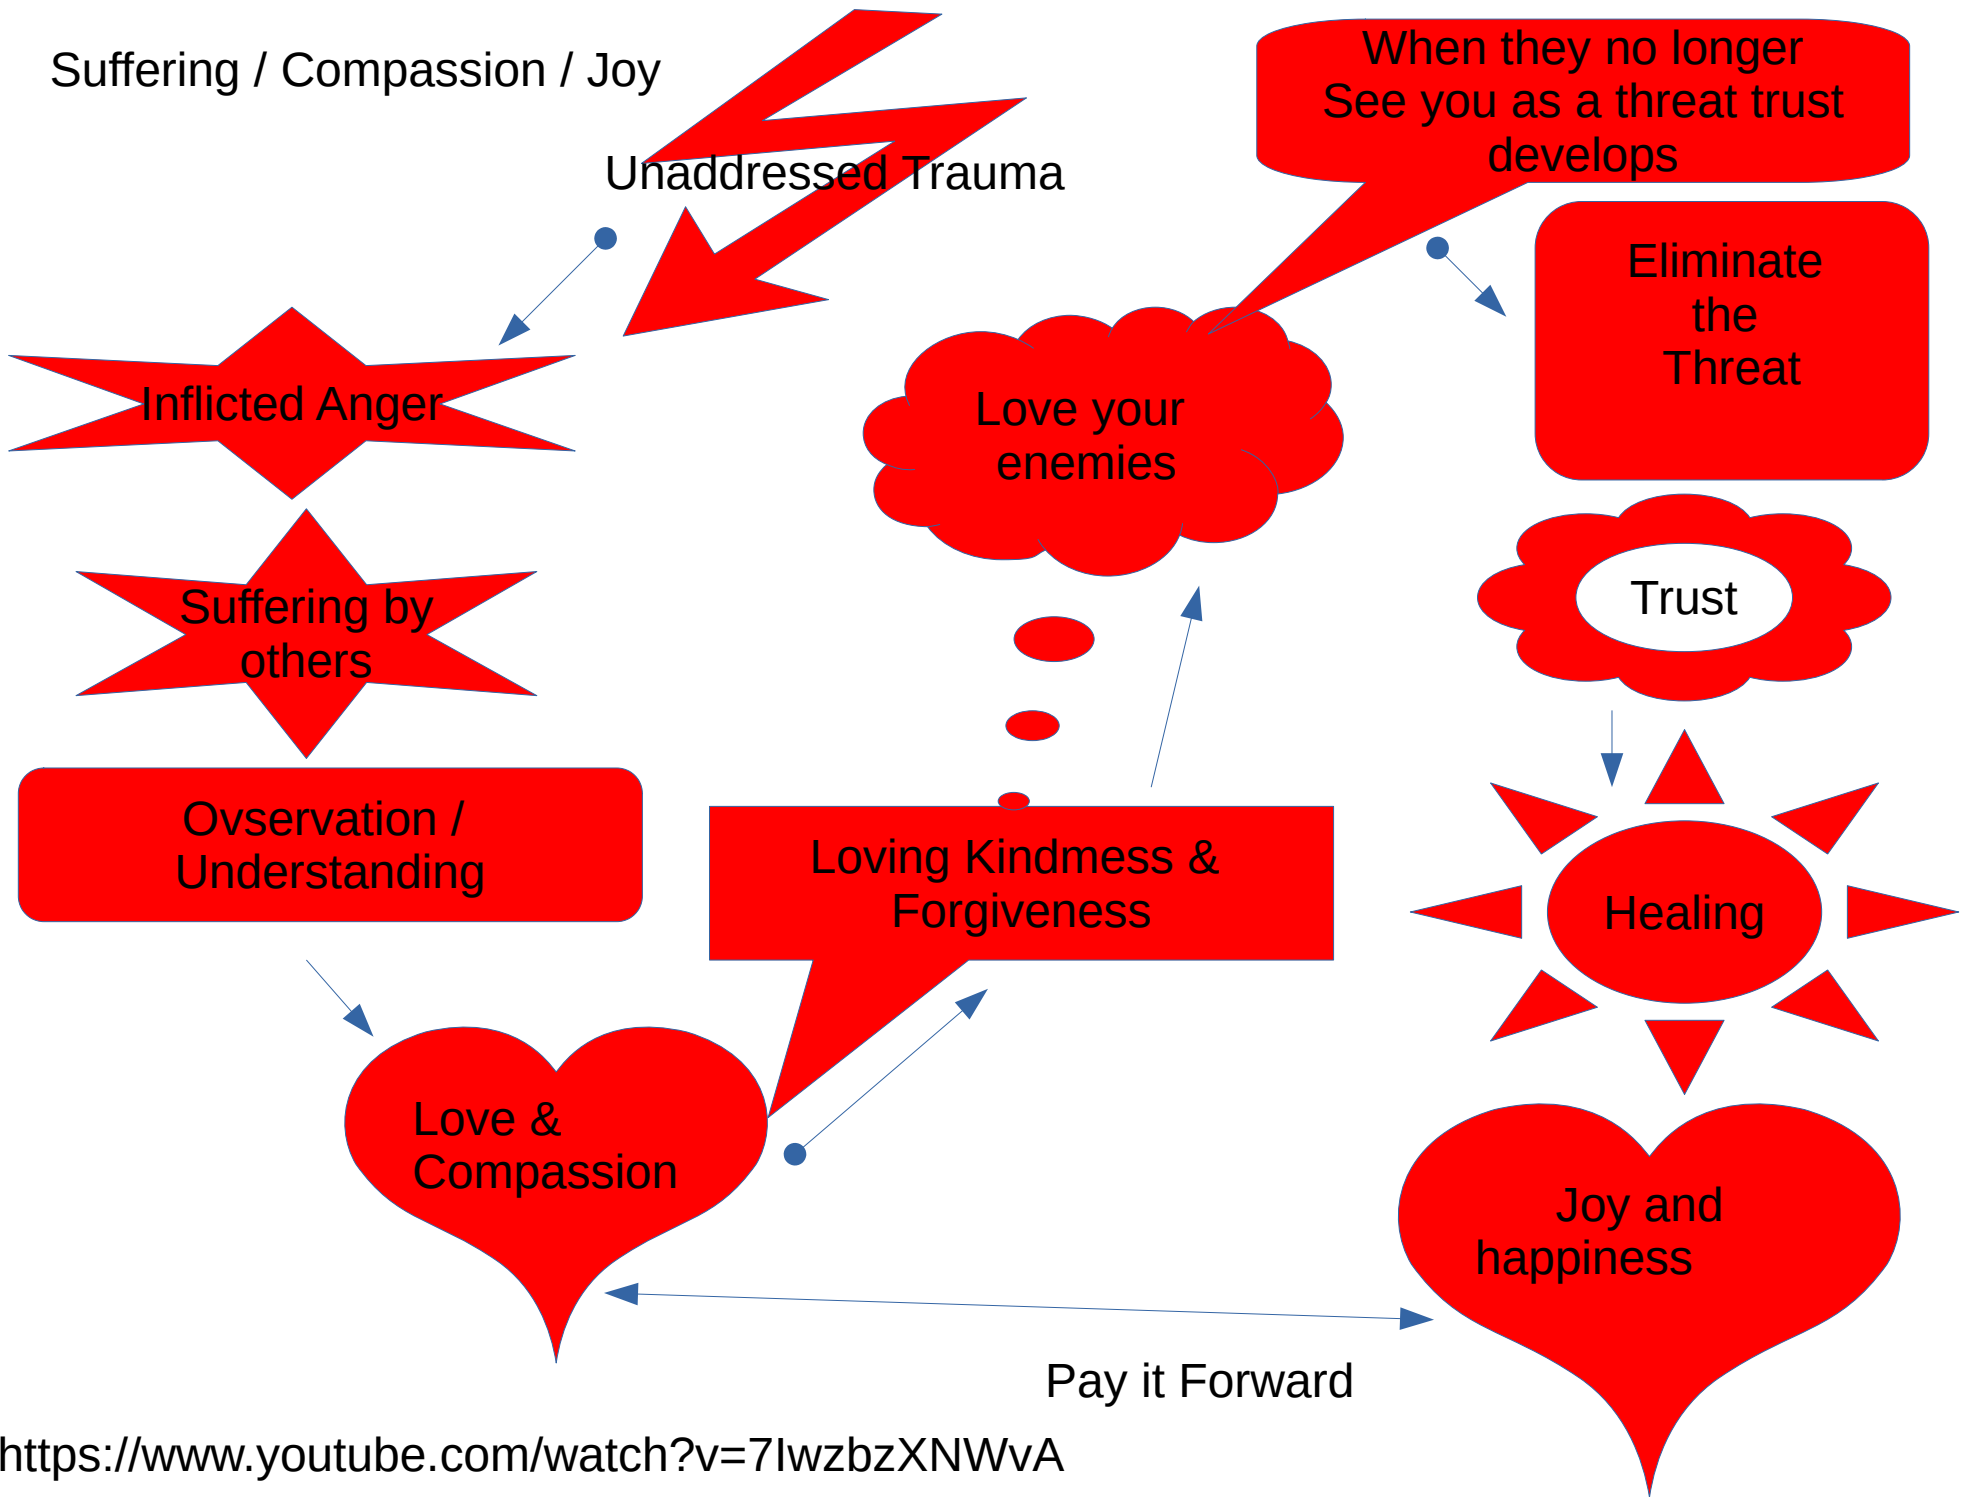 Suffering / Compassion / Joy
Unaddressed Trauma
Inflicted Anger
Suffering by
others
Ovservation /
Understanding
Love &
Compassion
Loving Kindmess &
Forgiveness
Love your
enemies
When they no longer
See you as a threat trust
develops
Eliminate
the
Threat
Trust
Healing
Joy and
happiness
Pay it Forward
https://www.youtube.com/watch?v=7IwzbzXNWvA